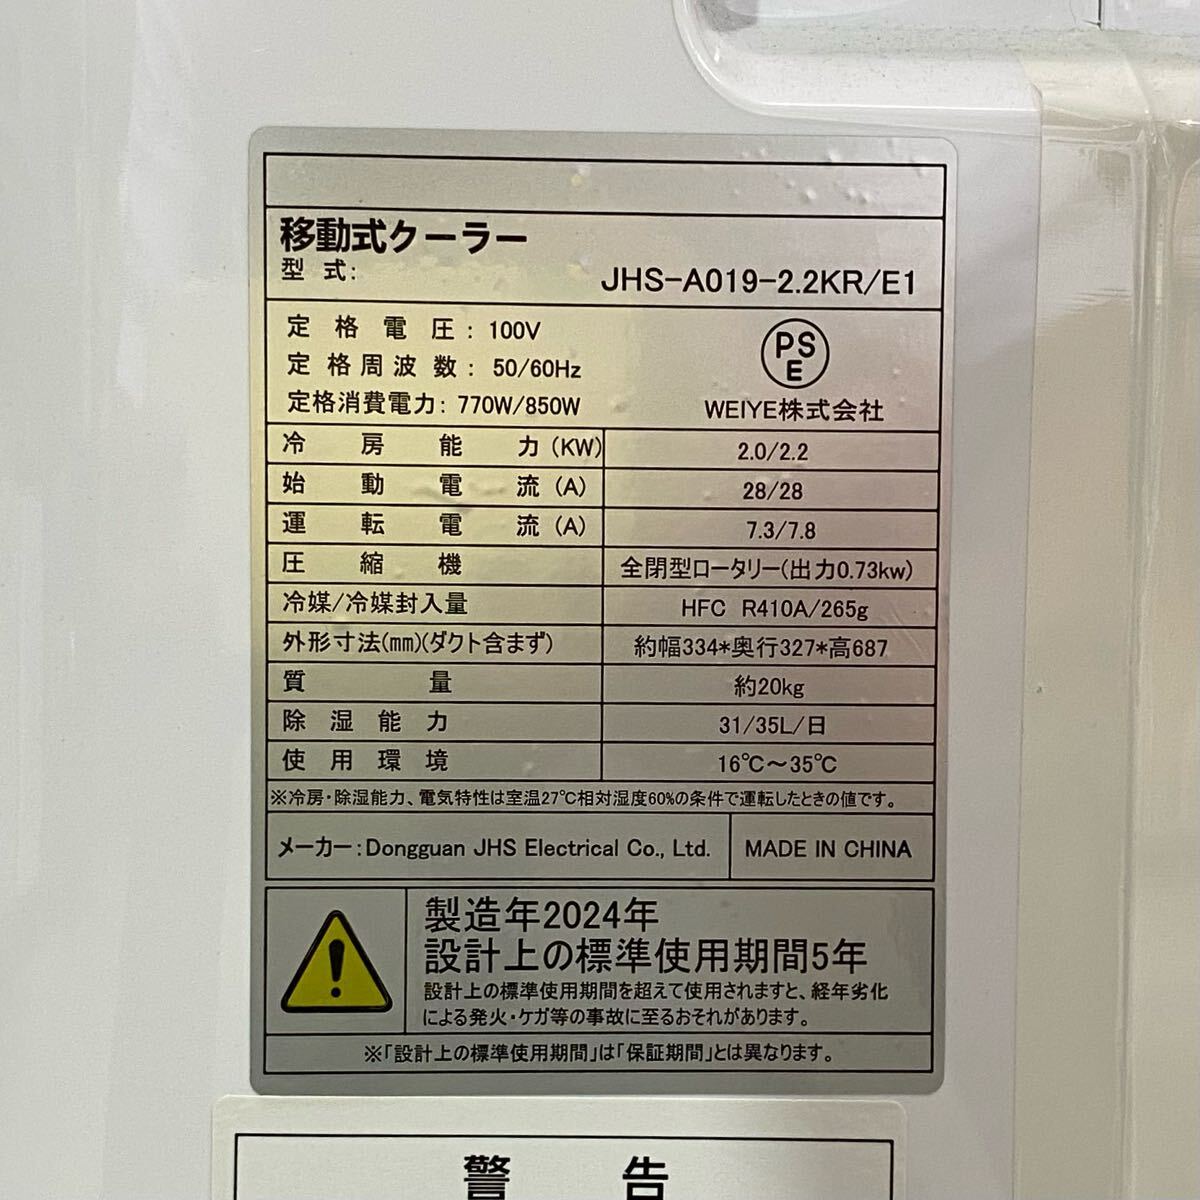 移動式クーラー
型式: JHS-A019-2.2KR/E1
定格電圧: 100V
定格周波数: 50/60Hz
定格消費電力: 770W/850W
PS
E
WEIYE株式会社
冷房能力(KW) 2.0/2.2
始動電流(A) 28/28
運転電流(A) 7.3/7.8
圧縮機 全閉型ロータリー(出力0.73kw)
冷媒/冷媒封入量 HFC R410A/265g
外形寸法(mm)(ダクト含まず) 約幅334*奥行327*高687
質量 約20kg
除湿能力 31/35L/日
使用環境 16℃～35℃
※冷房・除湿能力、電気特性は室温27℃相対湿度60%の条件で運転したときの値です。
メーカー:Dongguan JHS Electrical Co., Ltd. MADE IN CHINA
製造年2024年
設計上の標準使用期間5年
設計上の標準使用期間を超えて使用されますと、経年劣化
による発火・ケガ等の事故に至るおそれがあります。
※「設計上の標準使用期間」は「保証期間」とは異なります。
警告